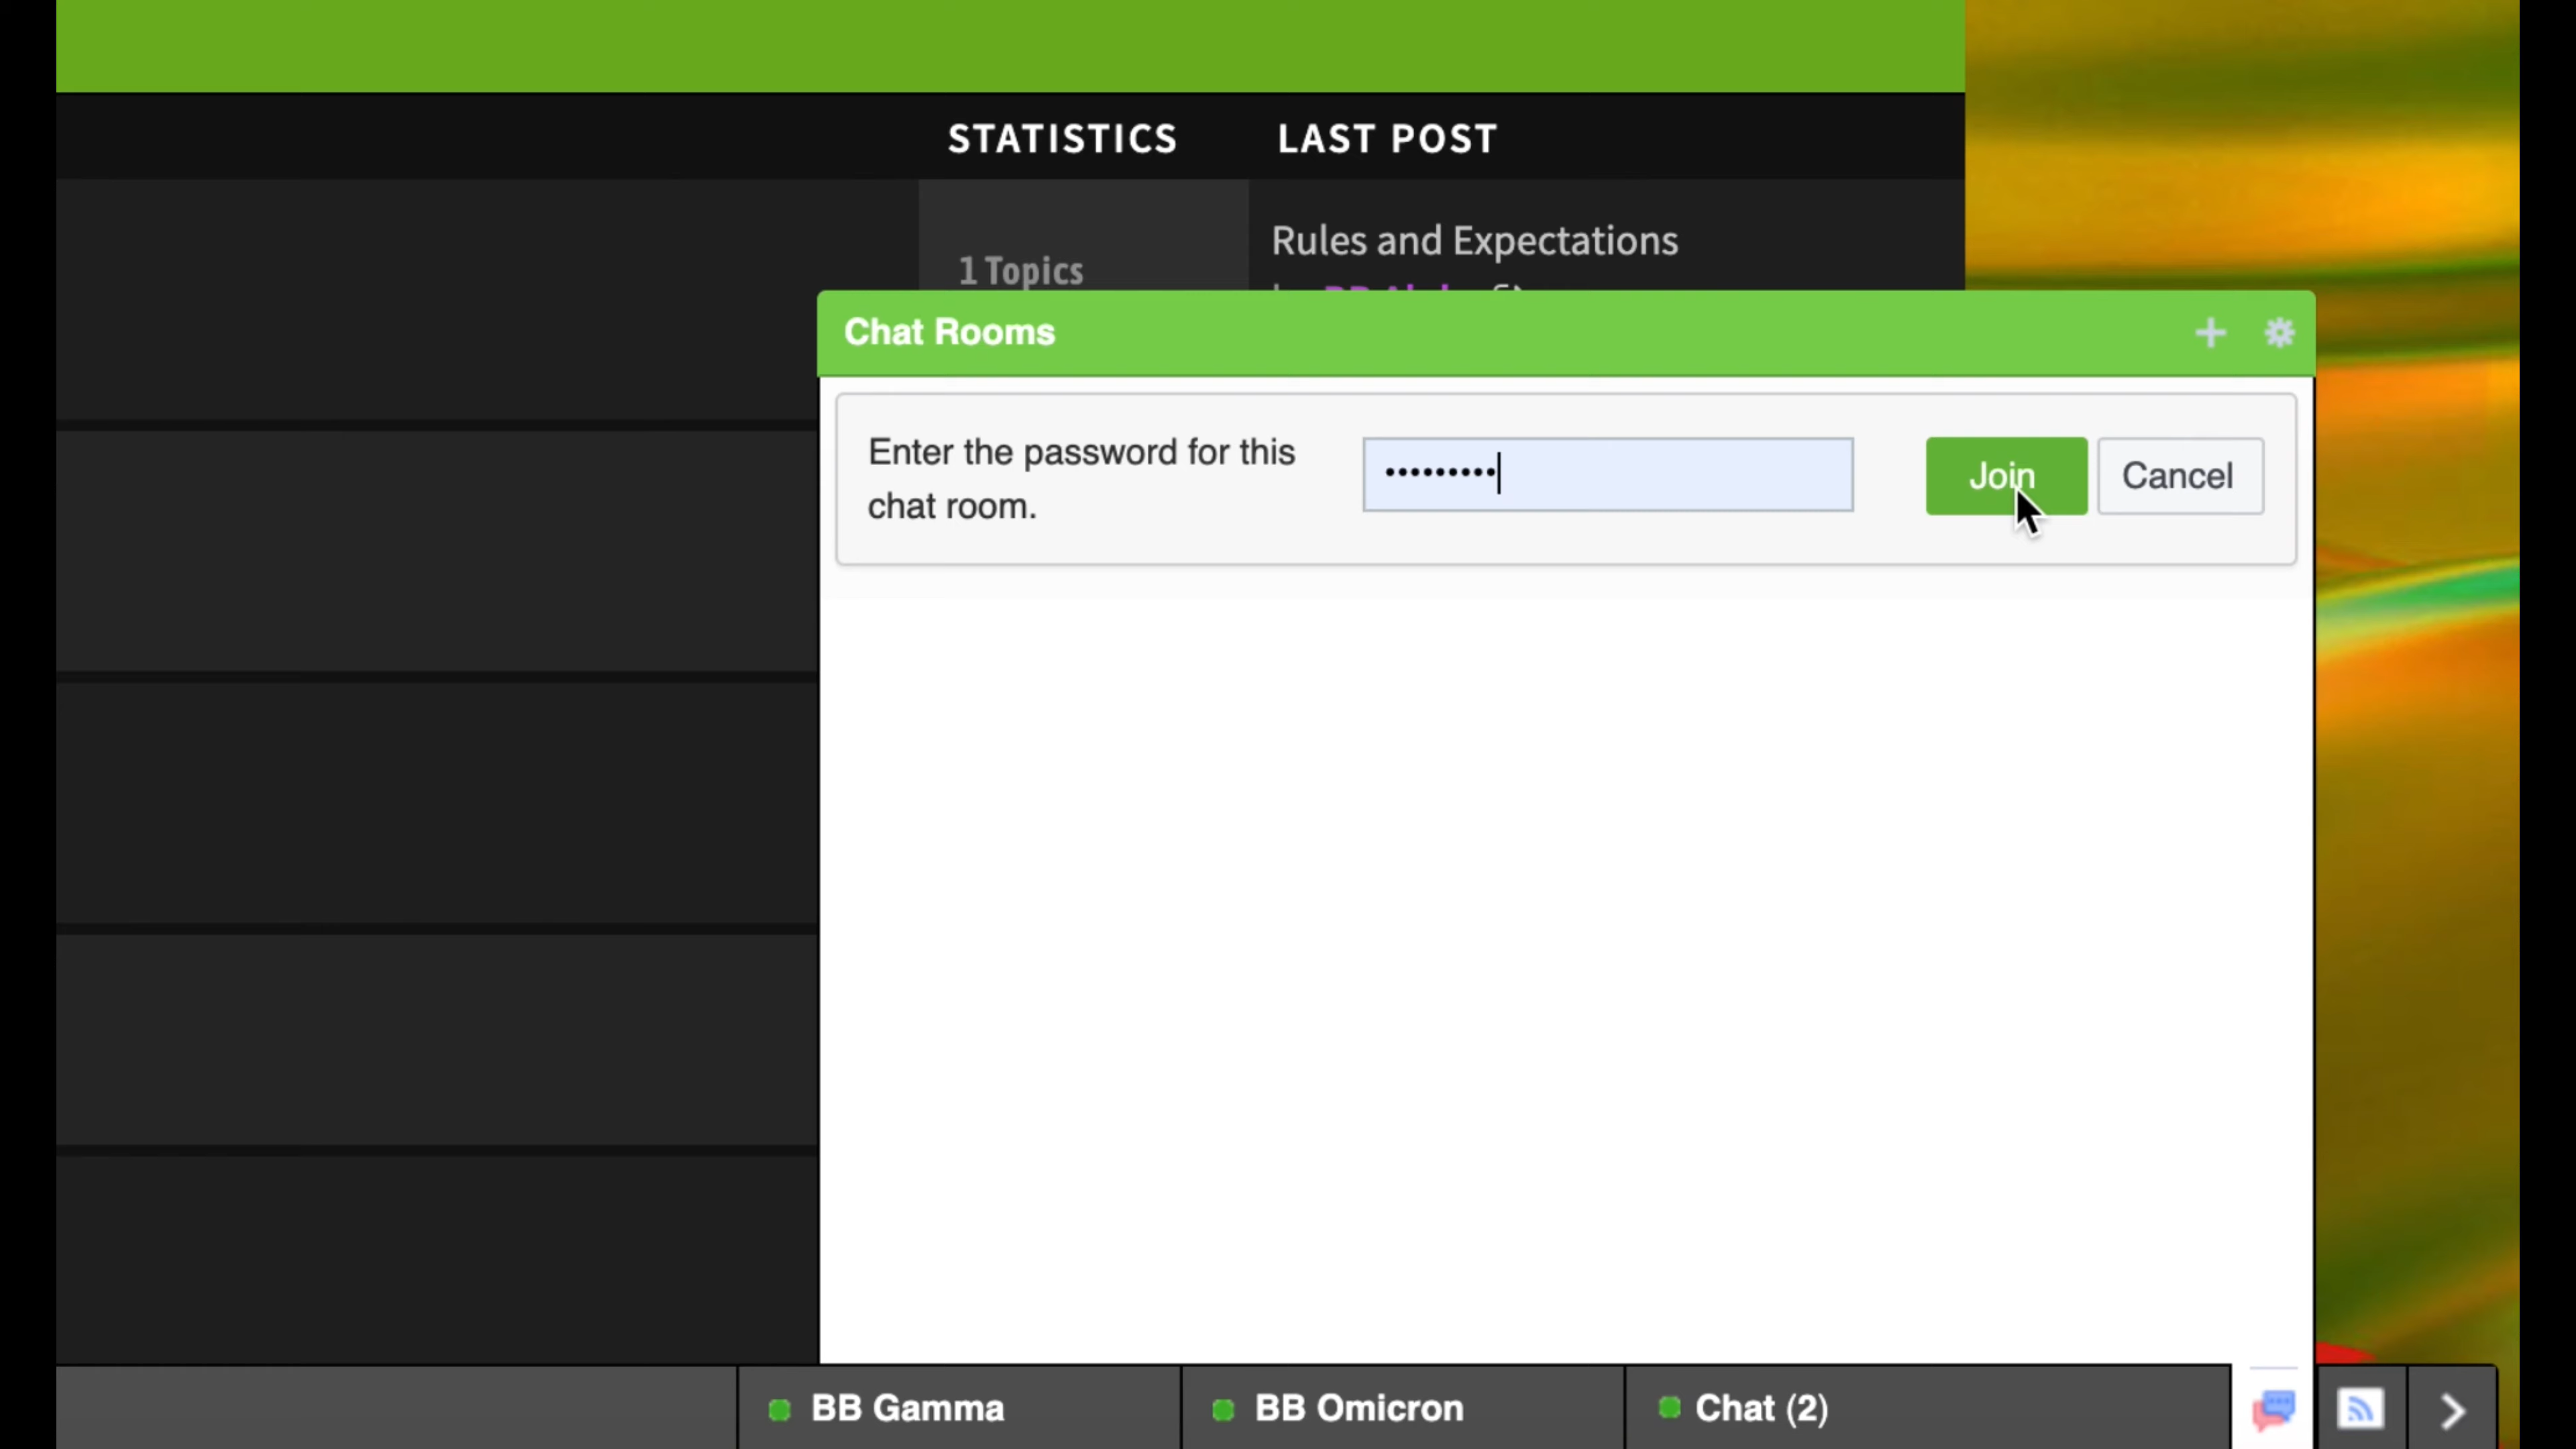 STATISTICS LAST POST
1 Topics
Rules and Expectations
Chat Rooms
Enter the password for this
chat room.
•••••••••
Join Cancel
BB Gamma BB Omicron Chat (2)